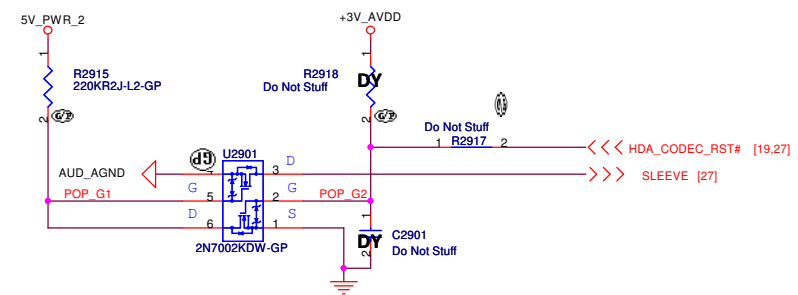 5V_PWR_2
+3V_AVDD
1
1
R2915
220KR2J-L2-GP
R2918
Do Not Stuff
DY
2
G/P
2
G/P
Do Not Stuff
1
R2917
2
HDA_CODEC_RST# [19,27]
GP
U2901
D
AUD_AGND
3
SLEEVE [27]
POP_G1
G
5
2
G
POP_G2
D
6
1
S
1
2N7002KDW-GP
DY
2
C2901
Do Not Stuff